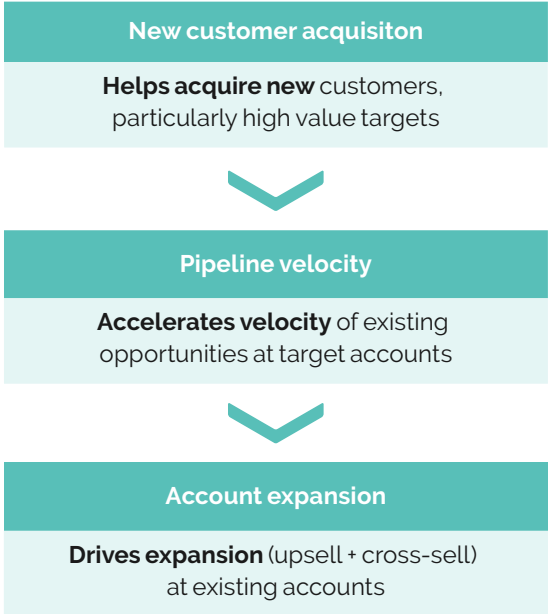 New customer acquisiton
Helps acquire new customers,
particularly high value targets
Pipeline velocity
Accelerates velocity of existing
opportunities at target accounts
Account expansion
Drives expansion (upsell + cross-sell)
at existing accounts